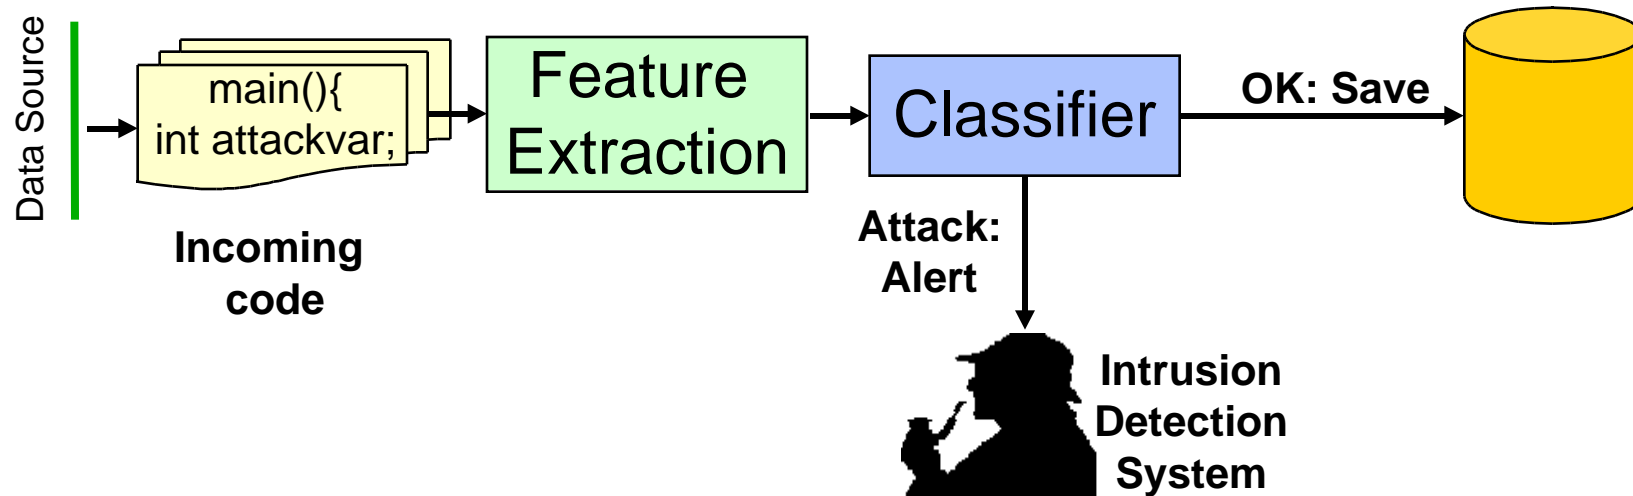 Data Source
main(){
int attackvar;
Incoming
code
Feature
Extraction
Classifier
OK: Save
Attack:
Alert
Intrusion
Detection
System